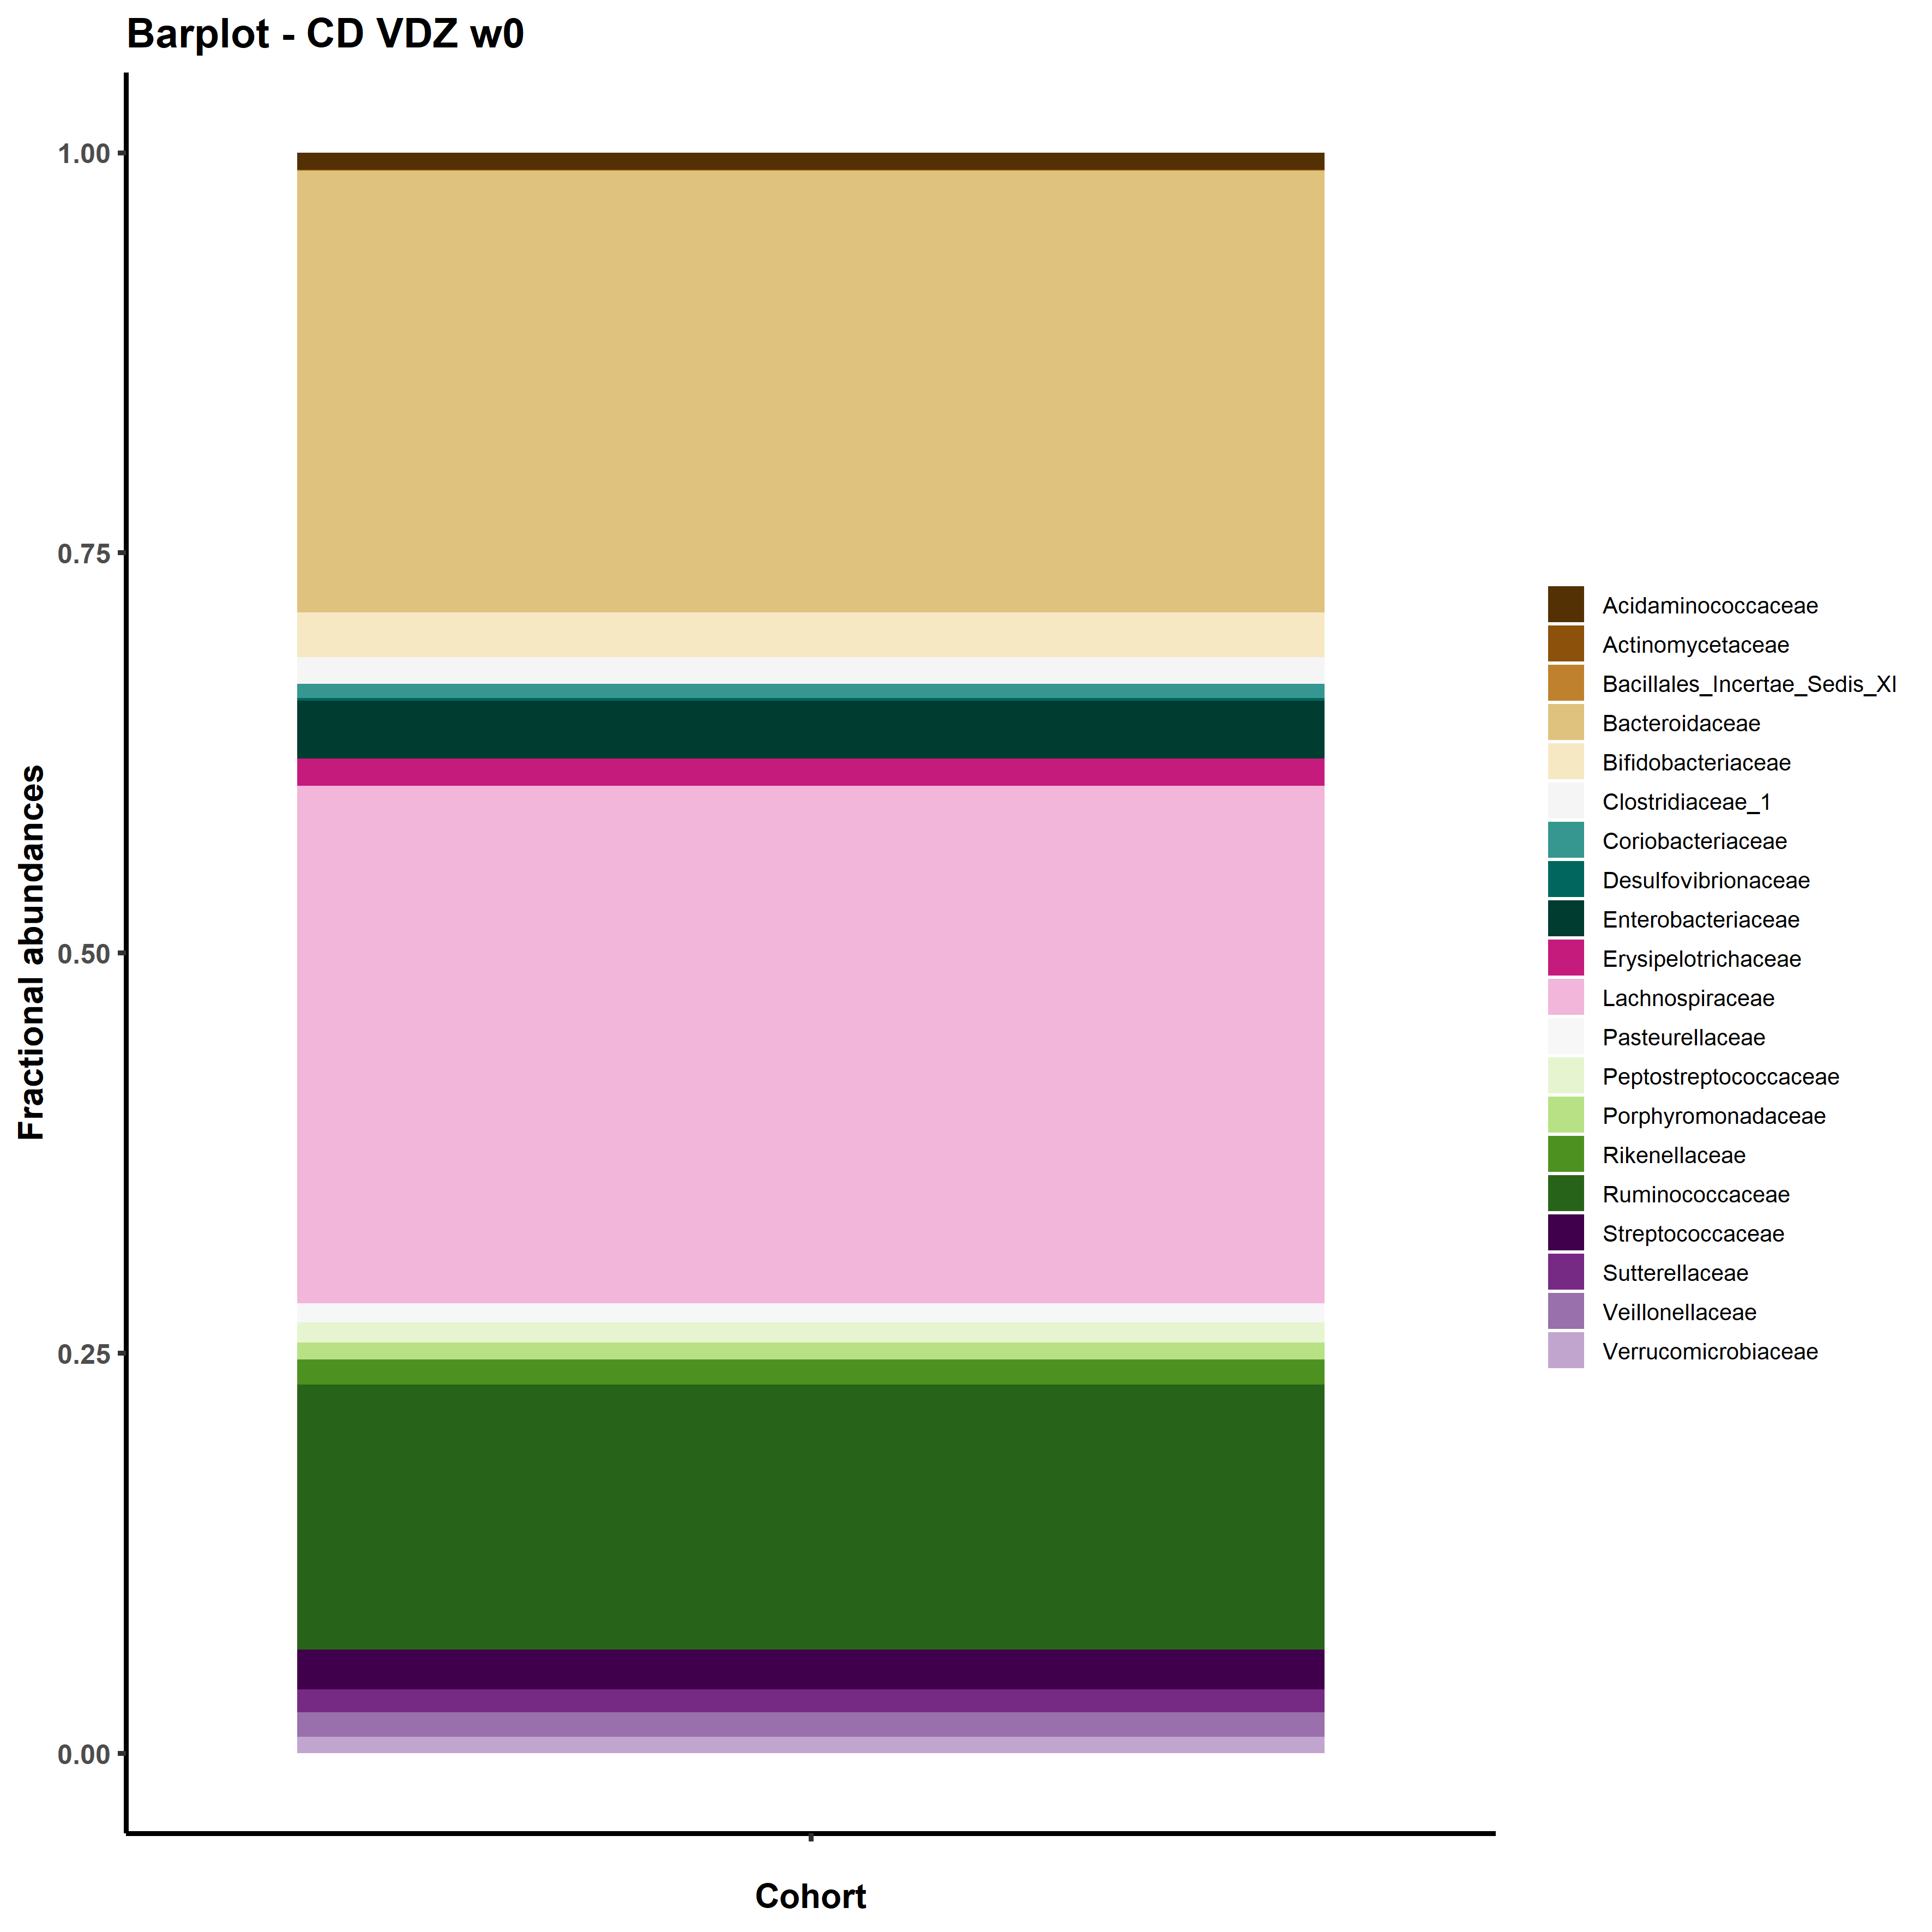 Barplot - CD VDZ w0
Fractional abundances
1.00
0.75
0.50
0.25
0.00
Cohort
Acidaminococcaceae
Actinomycetaceae
Bacillales_Incertae_Sedis_XI
Bacteroidaceae
Bifidobacteriaceae
Clostridiaceae_1
Coriobacteriaceae
Desulfovibrionaceae
Enterobacteriaceae
Erysipelotrichaceae
Lachnospiraceae
Pasteurellaceae
Peptostreptococcaceae
Porphyromonadaceae
Rikenellaceae
Ruminococcaceae
Streptococcaceae
Sutterellaceae
Veillonellaceae
Verrucomicrobiaceae